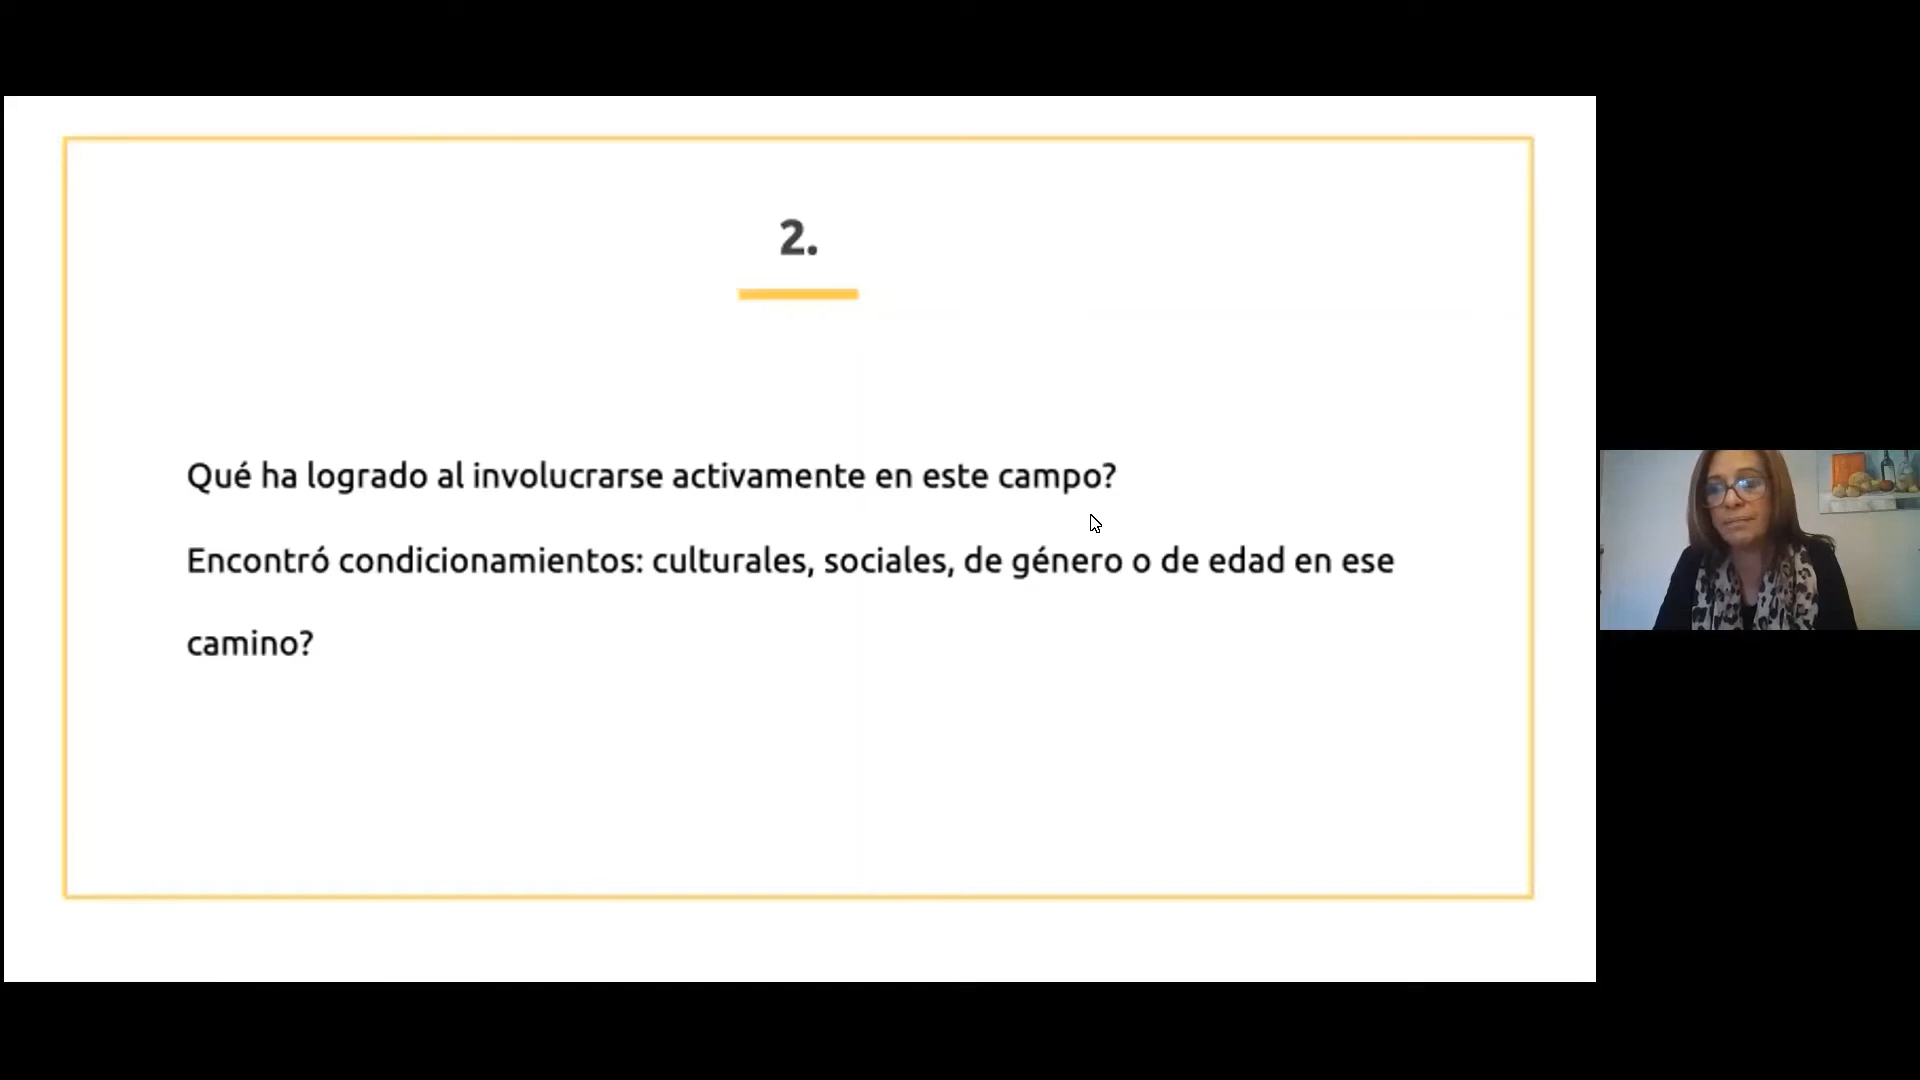 2.
Qué ha logrado al involucrarse activamente en este campo?
Encontró condicionamientos: culturales, sociales, de género o de edad en ese
camino?